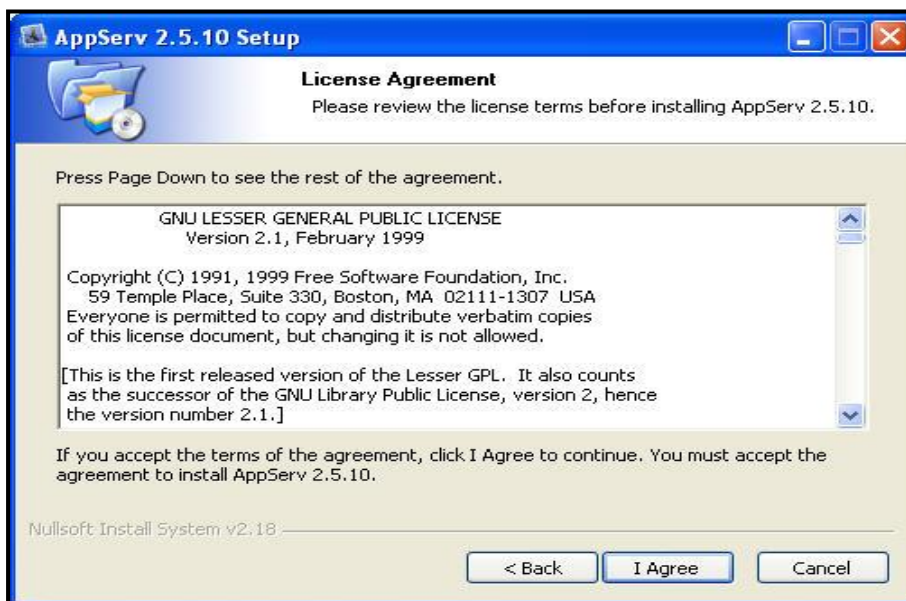 AppServ 2.5.10 Setup
License Agreement
Please review the license terms before installing AppServ 2.5.10.
Press Page Down to see the rest of the agreement.
GNU LESSER GENERAL PUBLIC LICENSE
Version 2.1, February 1999
Copyright (C) 1991, 1999 Free Software Foundation, Inc.
59 Temple Place, Suite 330, Boston, MA 02111-1307 USA
Everyone is permitted to copy and distribute verbatim copies
of this license document, but changing it is not allowed.
[This is the first released version of the Lesser GPL. It also counts
as the successor of the GNU Library Public License, version 2, hence
the version number 2.1.]
If you accept the terms of the agreement, click I Agree to continue. You must accept the
agreement to install AppServ 2.5.10.
Nullsoft Install System v2.18
< Back
I Agree
Cancel